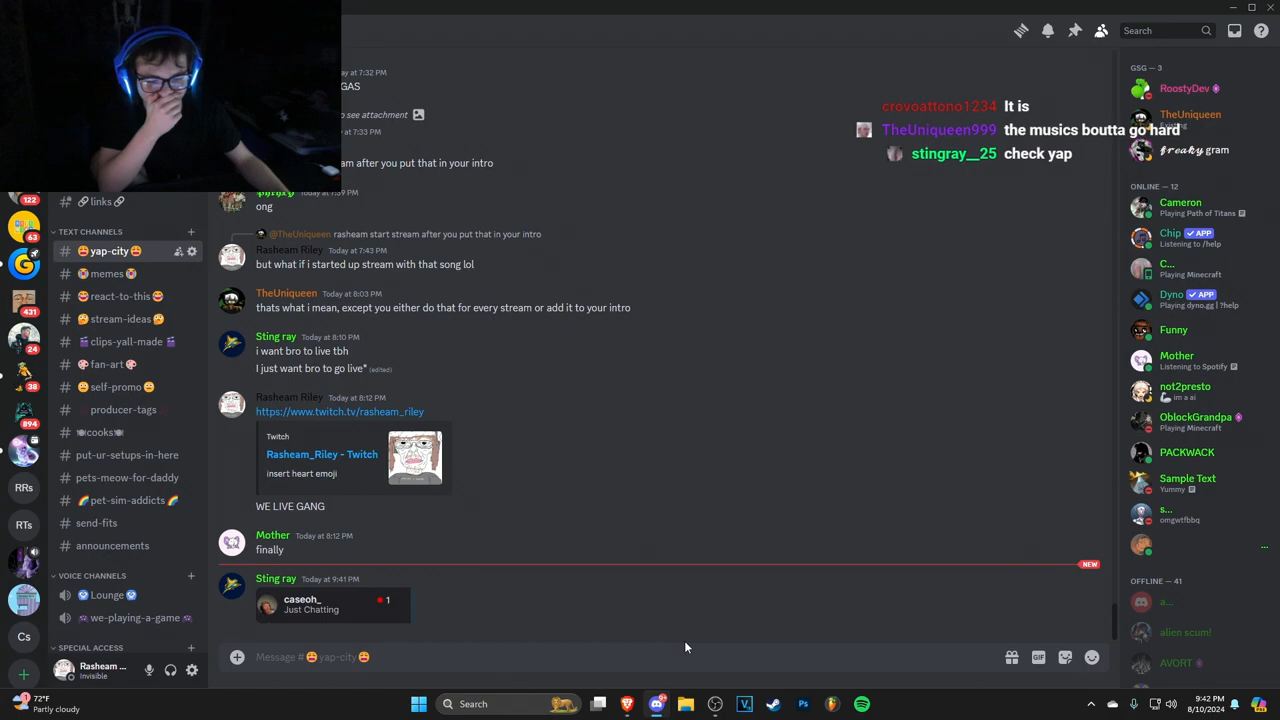 Search
ay at 7:32 PM
GAS
o see attachment
ay at 7:33 PM
am after you put that in your intro
Today at 7:39 PM
ong
@TheUniqueen rasheam start stream after you put that in your intro
Rasheam Riley Today at 7:43 PM
but what if i started up stream with that song lol
TheUniqueen Today at 8:03 PM
thats what i mean, except you either do that for every stream or add it to your intro
Sting ray Today at 8:10 PM
i want bro to live tbh
I just want bro to go live* (edited)
Rasheam Riley Today at 8:12 PM
https://www.twitch.tv/rasheam_riley
Twitch
Rasheam_Riley - Twitch
insert heart emoji
WE LIVE GANG
Mother Today at 8:12 PM
finally
NEW
Sting ray Today at 9:41 PM
caseoh_ 1
Just Chatting
Message # yap-city
crovoattono1234 It is
TheUniqueen999 the musics boutta go hard
stingray__25 check yap
122
63
431
24
38
894
RRs
RTs
Cs
links
TEXT CHANNELS
yap-city
memes
react-to-this
stream-ideas
clips-yall-made
fan-art
self-promo
producer-tags
cooks
put-ur-setups-in-here
pets-meow-for-daddy
pet-sim-addicts
send-fits
announcements
VOICE CHANNELS
Lounge
we-playing-a-game
SPECIAL ACCESS
Rasheam ...
Invisible
GSG — 3
RoostyDev
TheUniqueen
𝓯𝓻𝓮𝓪𝓴𝔂 gram
ONLINE — 12
Cameron
Playing Path of Titans
Chip APP
Listening to /help
C...
Playing Minecraft
Dyno APP
Playing dyno.gg | ?help
Funny
Mother
Listening to Spotify
not2presto
im a ai
OblockGrandpa
Playing Minecraft
PACKWACK
Sample Text
Yummy
s...
omgwtfbbq
...
OFFLINE — 41
a...
alien scum!
AVORT
1
72°F
Partly cloudy
Search
9:42 PM
8/10/2024